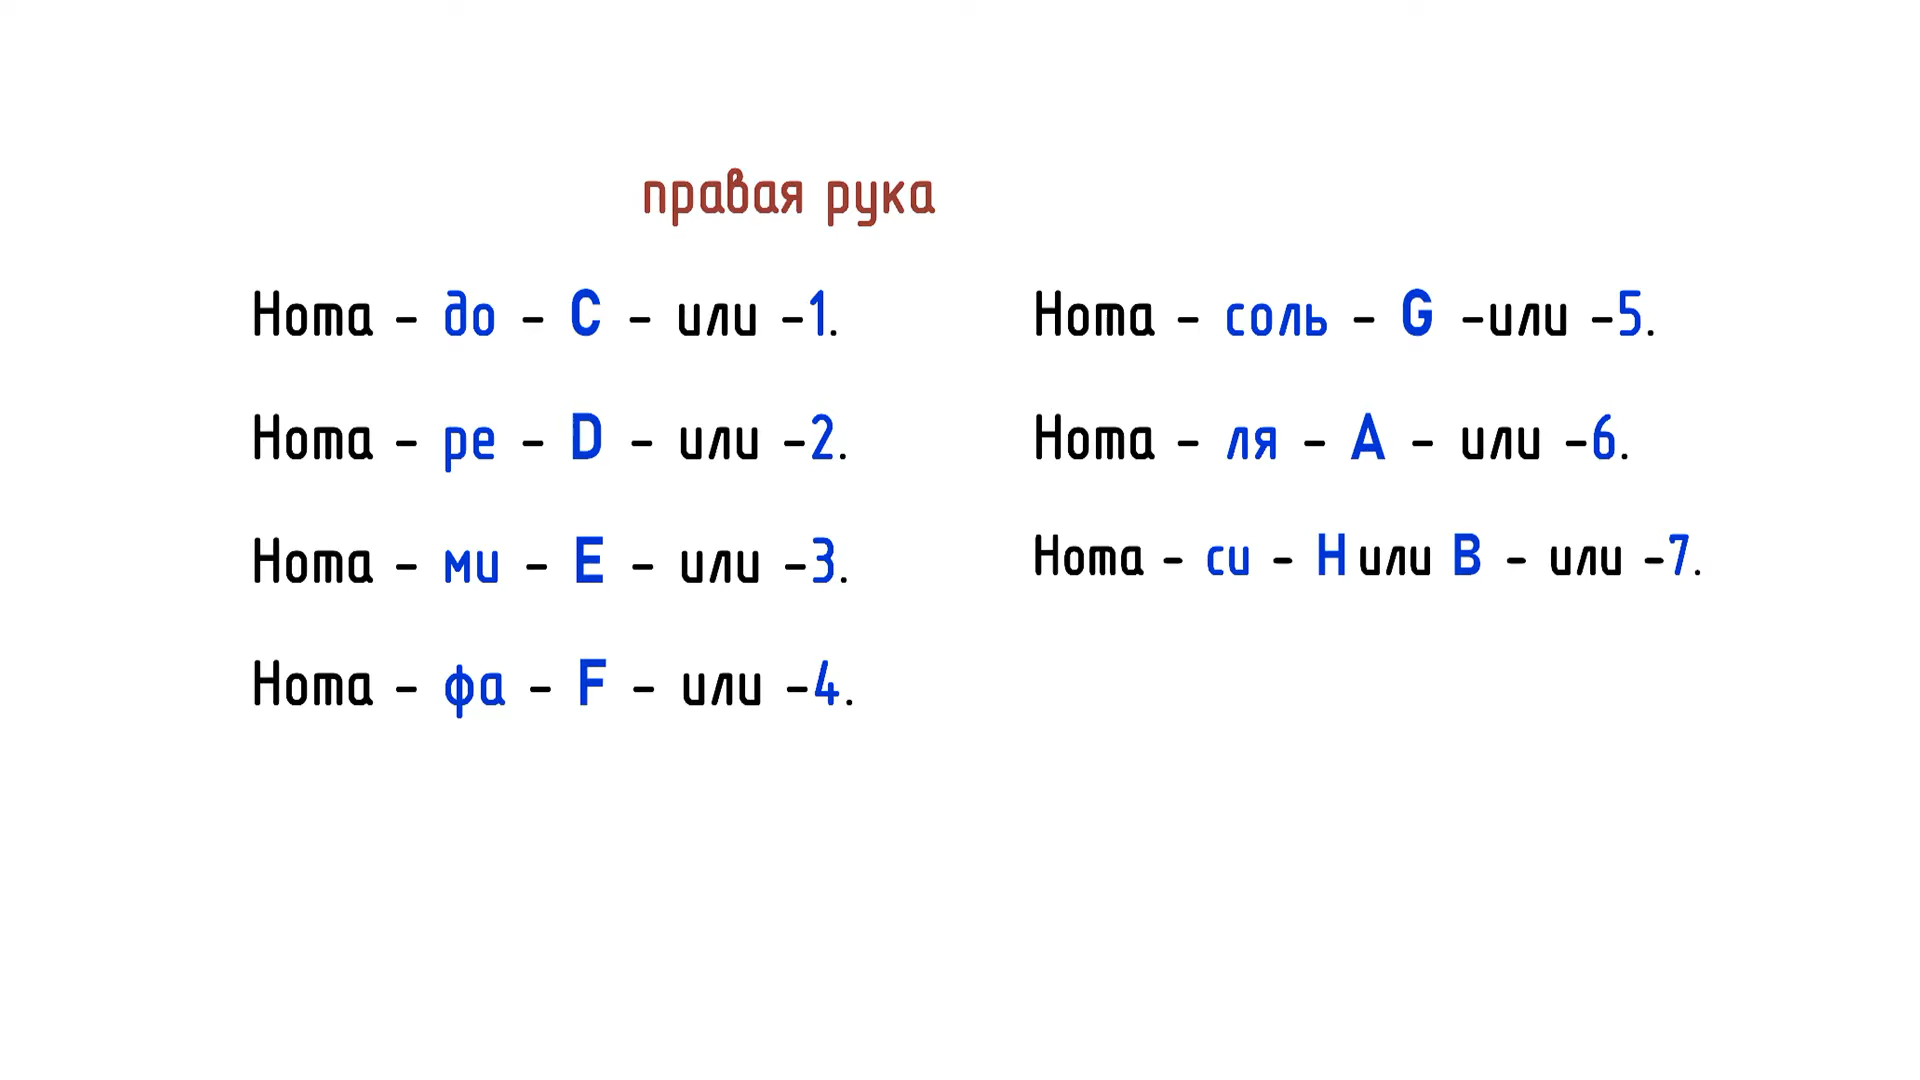 правая рука
Нота - до - C - или -1.
Нота - ре - D - или -2.
Нота - ми - E - или -3.
Нота - фа - F - или -4.
Нота - соль - G -или -5.
Нота - ля - A - или -6.
Нота - си - H или B - или -7.